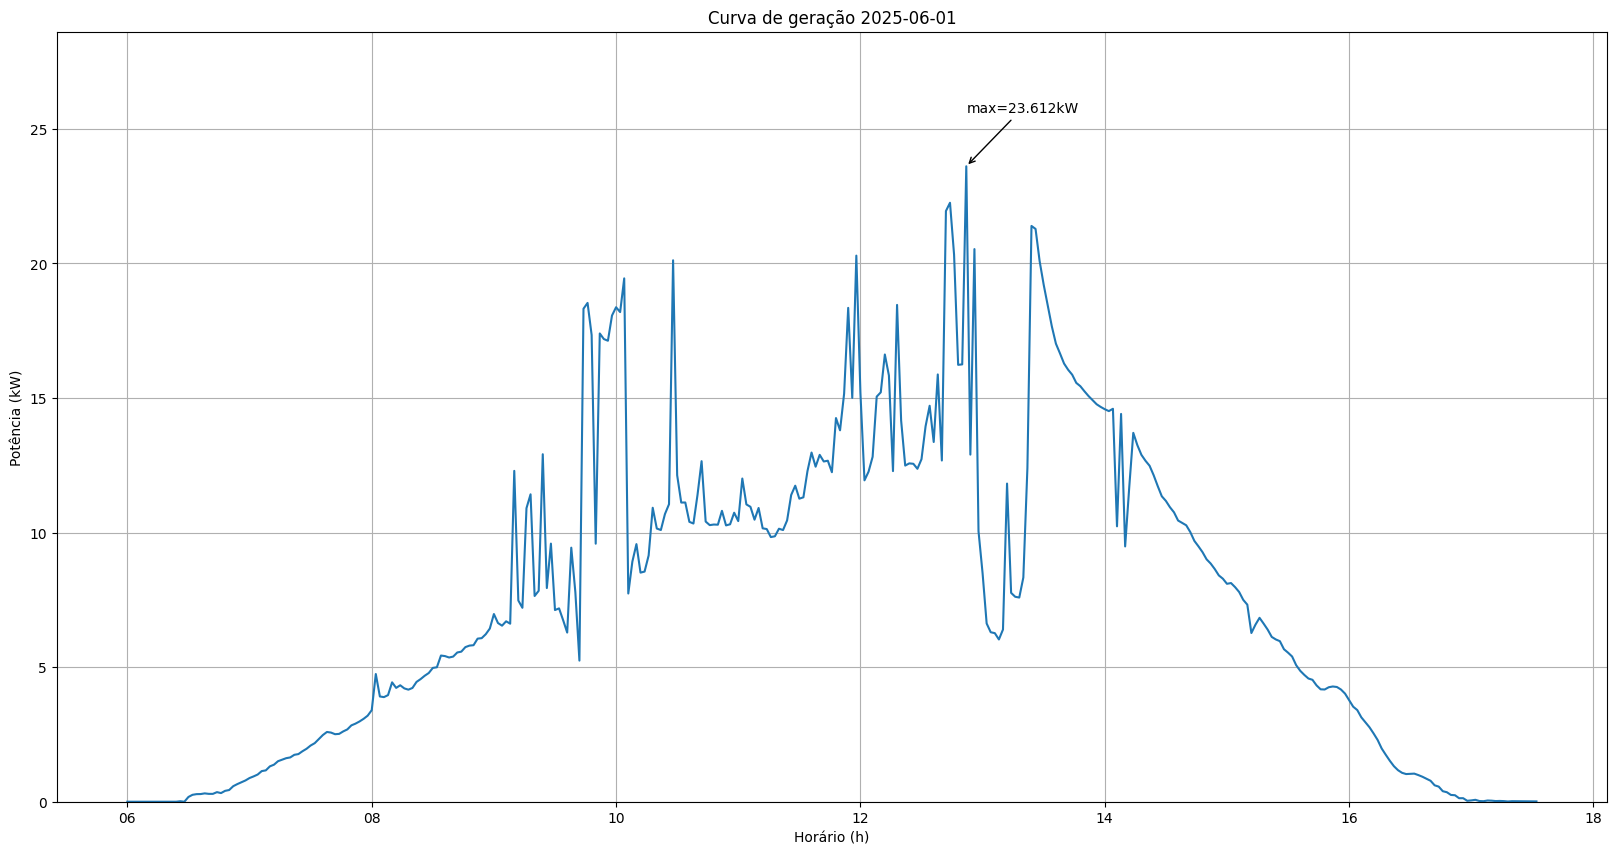 Curva de geração 2025-06-01
max=23.612kW
25
20
15
10
5
0
Potência (kW)
06 08 10 12 14 16 18
Horário (h)